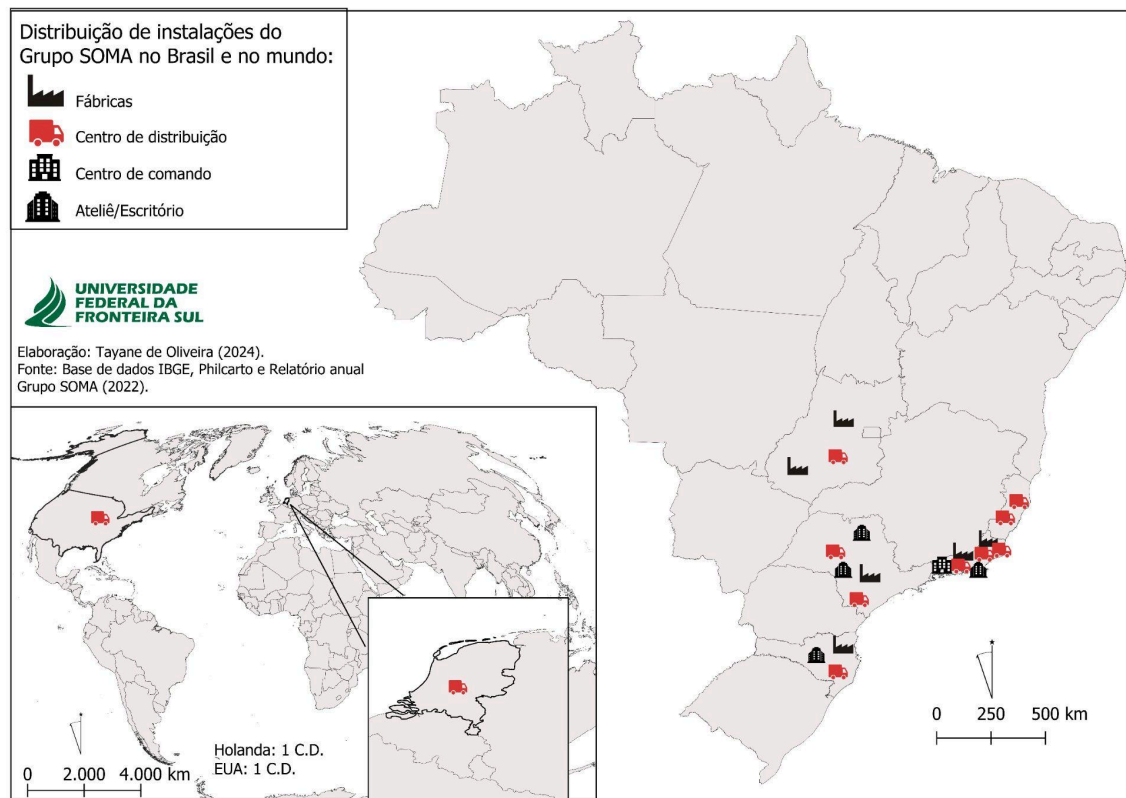 Distribuição de instalações do
Grupo SOMA no Brasil e no mundo:
Fábricas
Centro de distribuição
Centro de comando
Ateliê/Escritório
UNIVERSIDADE
FEDERAL DA
FRONTEIRA SUL
Elaboração: Tayane de Oliveira (2024).
Fonte: Base de dados IBGE, Philcarto e Relatório anual
Grupo SOMA (2022).
Holanda: 1 C.D.
EUA: 1 C.D.
0 2.000 4.000 km
0 250 500 km